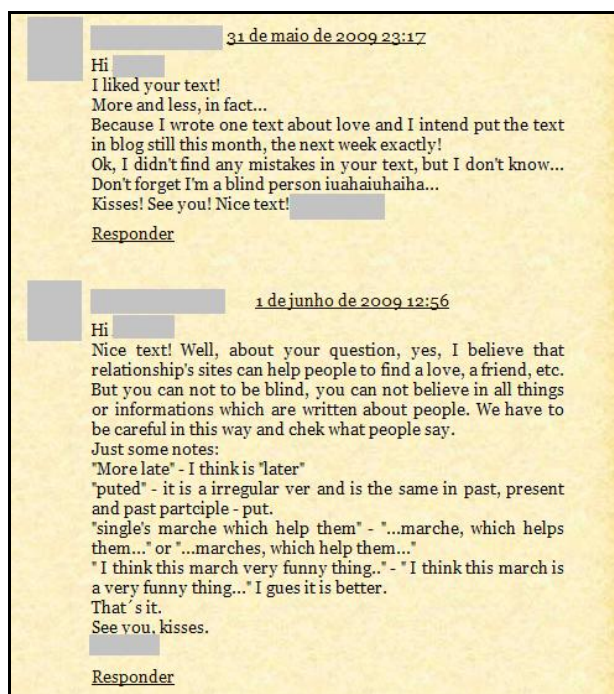 31 de maio de 2009 23:17
Hi
I liked your text!
More and less, in fact...
Because I wrote one text about love and I intend put the text
in blog still this month, the next week exactly!
Ok, I didn't find any mistakes in your text, but I don't know...
Don't forget I'm a blind person iuahaiuhaiha...
Kisses! See you! Nice text!
Responder
1 de junho de 2009 12:56
Hi
Nice text! Well, about your question, yes, I believe that
relationship's sites can help people to find a love, a friend, etc.
But you can not to be blind, you can not believe in all things
or informations which are written about people. We have to
be careful in this way and chek what people say.
Just some notes:
"More late" - I think is "later"
"puted" - it is a irregular ver and is the same in past, present
and past partciple - put.
"single's marche which help them" - "...marche, which helps
them..." or "...marches, which help them..."
" I think this march very funny thing.." - " I think this march is
a very funny thing..." I gues it is better.
That´s it.
See you, kisses.
Responder